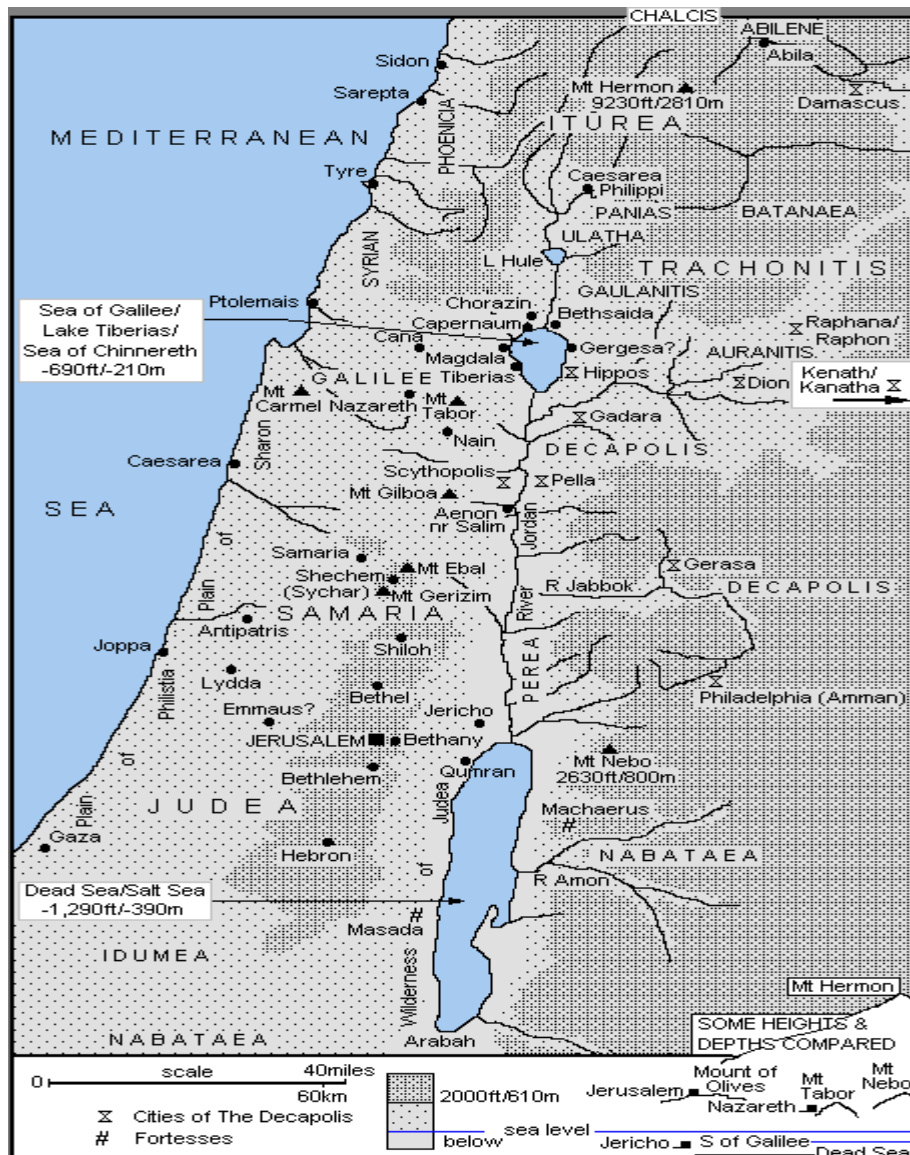 CHALCIS
ABILENE
Abila
Sidon
Mt Hermon
9230ft/2810m
Damascus
Sarepta
ITUREA
MEDITERRANEAN
PHOENICIA
Tyre
Caesarea
Philippi
PANIAS
BATANAEA
ULATHA
SYRIAN
L Hule
TRACHONITIS
GAULANITIS
Ptolemais
Sea of Galilee/
Lake Tiberias/
Sea of Chinnereth
-690ft/-210m
Chorazin
Bethsaida
Capernaum
Raphana/
Raphon
Cana
Magdala
Gergesa?
AURANITIS
Tiberias
Hippos
Dion
Kenath/
Kanatha
GALILEE
Mt
Carmel
Nazareth
Mt
Tabor
Gadara
Sharon
Nain
DECAPOLIS
Caesarea
Scythopolis
Pella
Mt Gilboa
SEA
Aenon
nr Salim
Jordan
of
Samaria
Mt Ebal
Gerasa
Shechem
(Sychar)
Mt Gerizim
R Jabbok
DECAPOLIS
Plain
SAMARIA
River
Antipatris
Joppa
Shiloh
PEREA
Lydda
Philistia
Bethel
Philadelphia (Amman)
Emmaus?
Jericho
JERUSALEM
Bethany
of
Mt Nebo
2630ft/800m
Bethlehem
Qumran
Plain
JUDEA
Judea
Machaerus
Gaza
Hebron
NABATAEA
of
R Arnon
Dead Sea/Salt Sea
-1,290ft/-390m
Masada
IDUMEA
Wilderness
Mt Hermon
NABATAEA
Arabah
SOME HEIGHTS &
DEPTHS COMPARED
scale
0
40miles
60km
Cities of The Decapolis
# Fortesses
2000ft/610m
sea level
below
Jerusalem
Mount of
Olives
Mt
Tabor
Mt
Nebo
Nazareth
Jericho
S of Galilee
Dead Sea